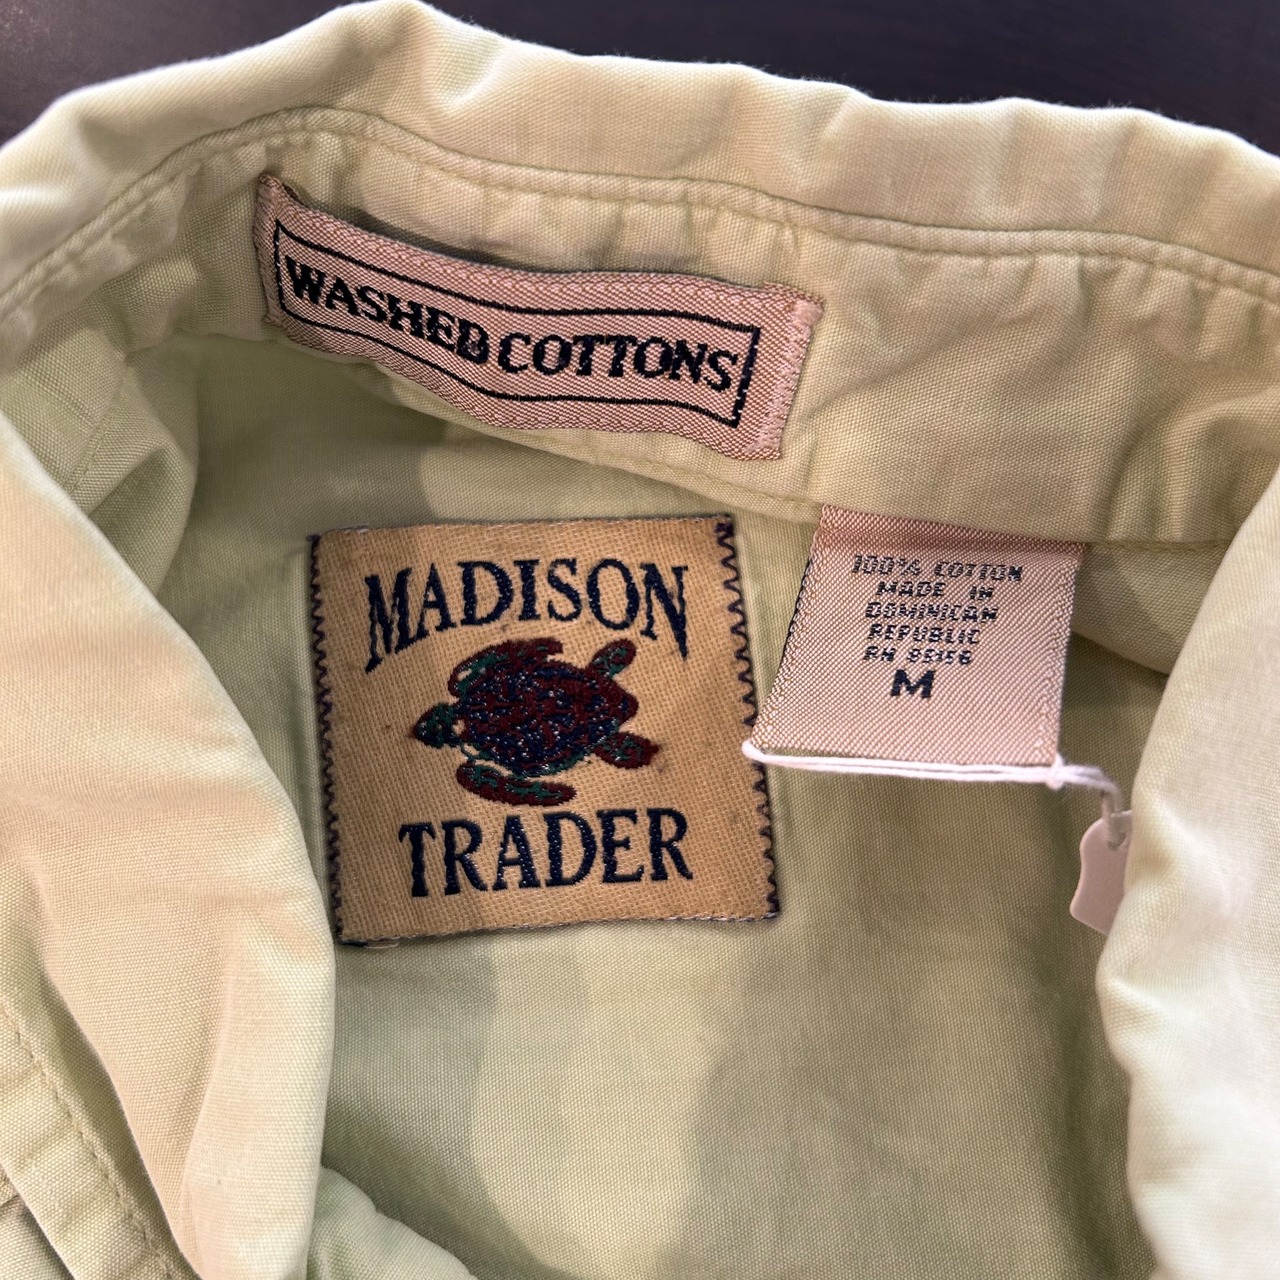 WASHED COTTONS
MADISON
TRADER
100% COTTON
MADE IN
DOMINICAN
REPUBLIC
M